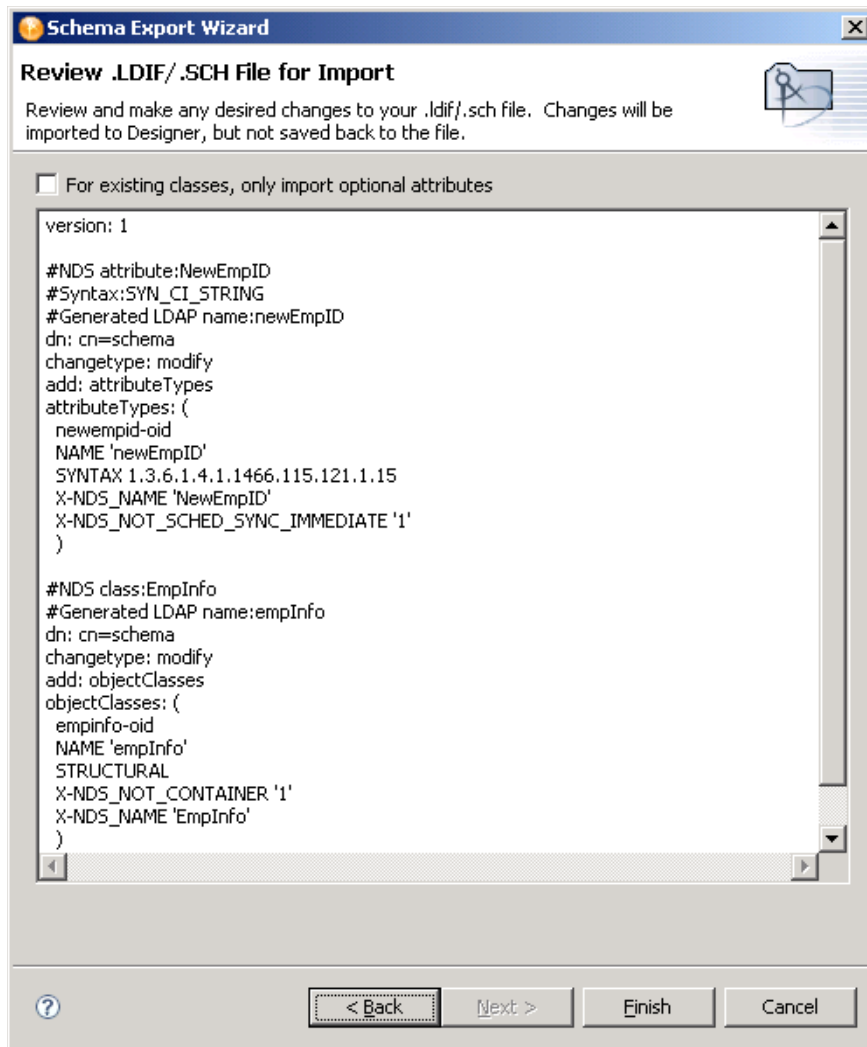 Schema Export Wizard
Review .LDIF/.SCH File for Import
Review and make any desired changes to your .ldif/.sch file.  Changes will be
imported to Designer, but not saved back to the file.
For existing classes, only import optional attributes
version: 1
#NDS attribute:NewEmpID
#Syntax:SYN_CI_STRING
#Generated LDAP name:newEmpID
dn: cn=schema
changetype: modify
add: attributeTypes
attributeTypes: (
newempid-oid
NAME 'newEmpID'
SYNTAX 1.3.6.1.4.1.1466.115.121.1.15
X-NDS_NAME 'NewEmpID'
X-NDS_NOT_SCHED_SYNC_IMMEDIATE '1'
)
#NDS class:EmpInfo
#Generated LDAP name:empInfo
dn: cn=schema
changetype: modify
add: objectClasses
objectClasses: (
empinfo-oid
NAME 'empInfo'
STRUCTURAL
X-NDS_NOT_CONTAINER '1'
X-NDS_NAME 'EmpInfo'
)
? < Back Next > Finish Cancel